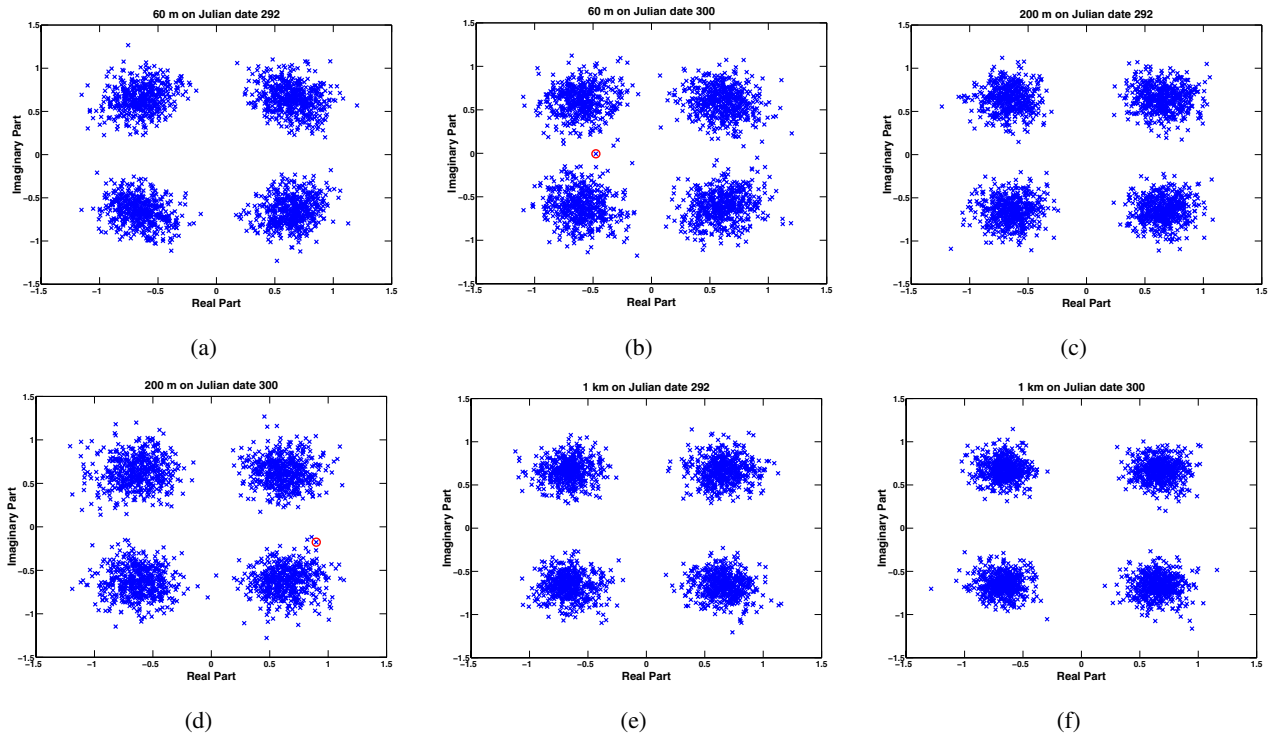 60 m on Julian date 292
1.5
1
0.5
0
−0.5
−1
−1.5
−1.5 −1 −0.5 0 0.5 1 1.5
Imaginary Part
Real Part
(a)
60 m on Julian date 300
1.5
1
0.5
0
−0.5
−1
−1.5
−1.5 −1 −0.5 0 0.5 1 1.5
Imaginary Part
Real Part
(b)
200 m on Julian date 292
1.5
1
0.5
0
−0.5
−1
−1.5
−1.5 −1 −0.5 0 0.5 1 1.5
Imaginary Part
Real Part
(c)
200 m on Julian date 300
1.5
1
0.5
0
−0.5
−1
−1.5
−1.5 −1 −0.5 0 0.5 1 1.5
Imaginary Part
Real Part
(d)
1 km on Julian date 292
1.5
1
0.5
0
−0.5
−1
−1.5
−1.5 −1 −0.5 0 0.5 1 1.5
Imaginary Part
Real Part
(e)
1 km on Julian date 300
1.5
1
0.5
0
−0.5
−1
−1.5
−1.5 −1 −0.5 0 0.5 1 1.5
Imaginary Part
Real Part
(f)